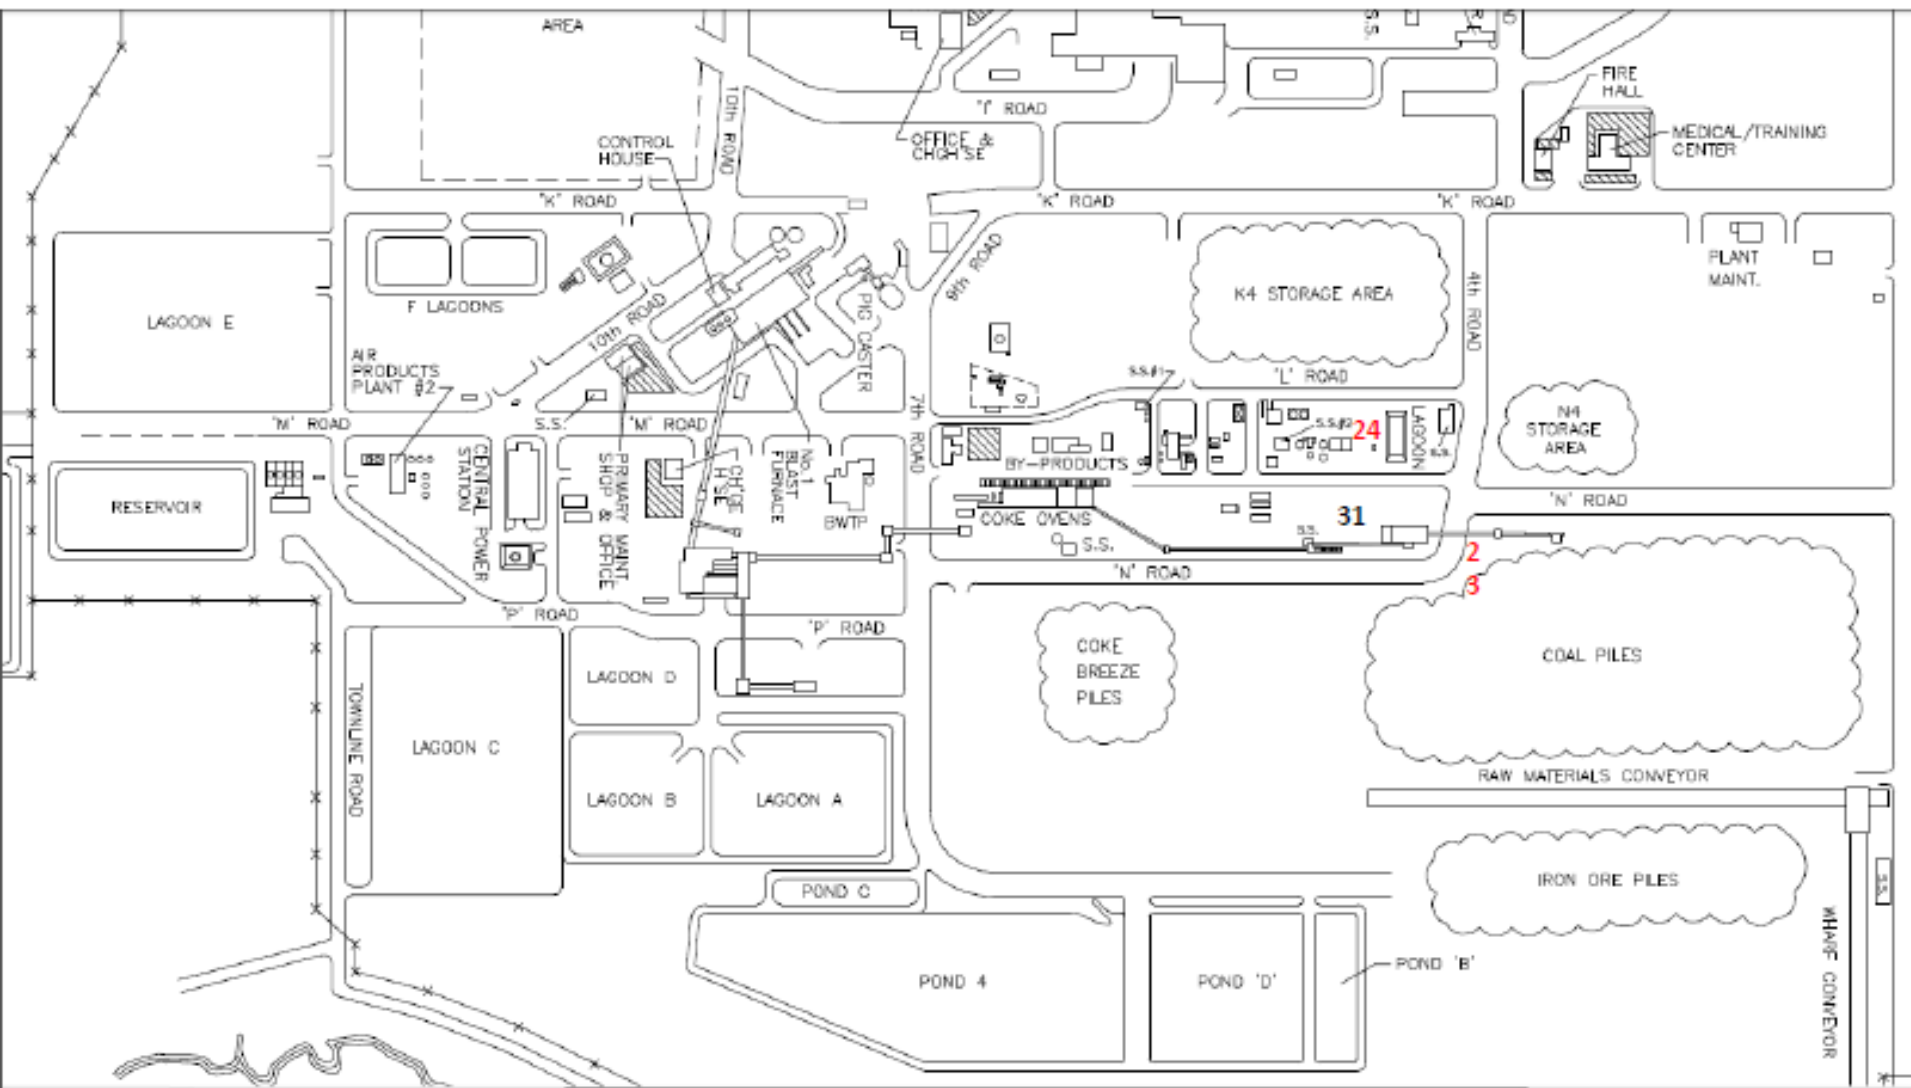 AREA
S.S.
FIRE
HALL
10th ROAD
'I' ROAD
CONTROL
HOUSE
OFFICE &
CHGH'SE
MEDICAL/TRAINING
CENTER
'K' ROAD
'K' ROAD
'K' ROAD
9th ROAD
PLANT
MAINT.
4th ROAD
K4 STORAGE AREA
F LAGOONS
LAGOON E
10th ROAD
PIG CASTER
AIR
PRODUCTS
PLANT #2
S.S.#1
'L' ROAD
7th ROAD
N4
STORAGE
AREA
'M' ROAD
S.S.
'M' ROAD
S.S.#2
24
LAGOON
S.S.
CENTRAL POWER
STATION
PRIMARY MAINT
SHOP & OFFICE
CH'GE
H'SE
No.1
BLAST
FURNACE
BY-PRODUCTS
'N' ROAD
RESERVOIR
BWTP
COKE OVENS
31
S.S.
S.S.
2
3
'N' ROAD
'P' ROAD
'P' ROAD
COKE
BREEZE
PILES
COAL PILES
LAGOON D
TOWNLINE ROAD
LAGOON C
RAW MATERIALS CONVEYOR
LAGOON B
LAGOON A
IRON ORE PILES
S.S.
POND C
WHARF CONVEYOR
POND 4
POND 'D'
POND 'B'